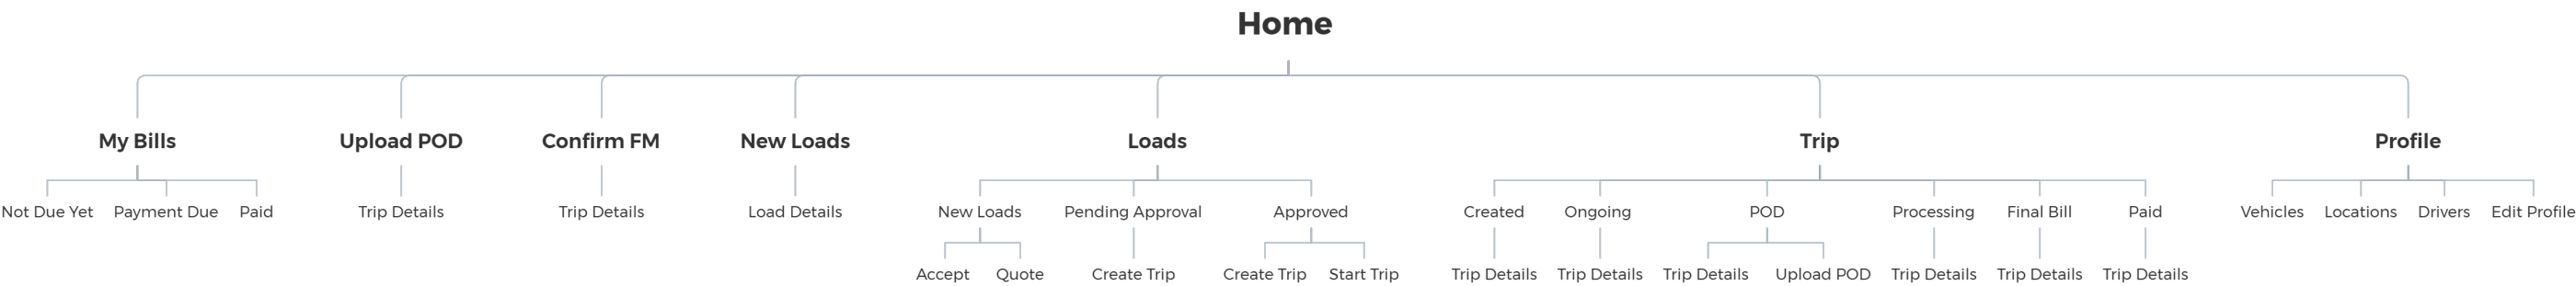 Home
My Bills
Upload POD
Confirm FM
New Loads
Loads
Trip
Profile
Not Due Yet
Payment Due
Paid
Trip Details
Trip Details
Load Details
New Loads
Pending Approval
Approved
Created
Ongoing
POD
Processing
Final Bill
Paid
Vehicles
Locations
Drivers
Edit Profile
Accept
Quote
Create Trip
Create Trip
Start Trip
Trip Details
Trip Details
Trip Details
Upload POD
Trip Details
Trip Details
Trip Details